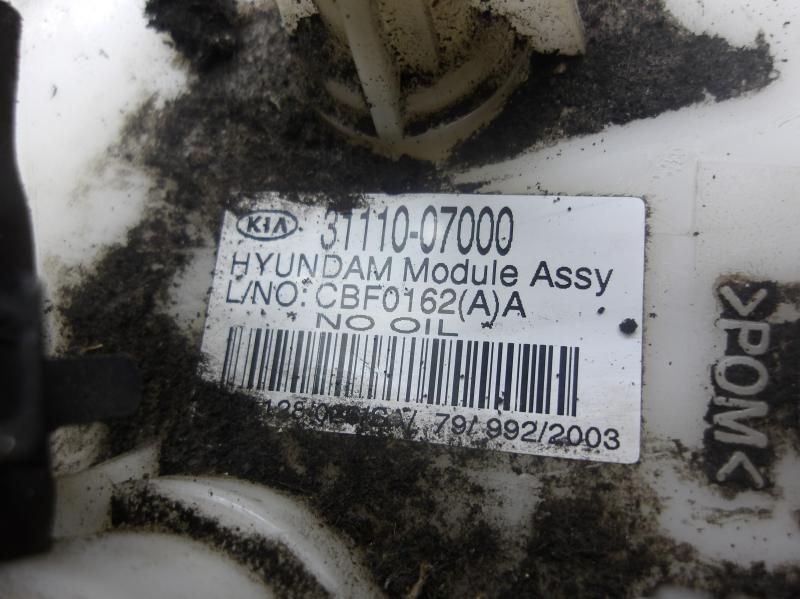 KIA 31110-07000
HYUNDAM Module Assy
L/NO: CBF0162(A)A
NO OIL
/ 79/ 992/2003
>POM<